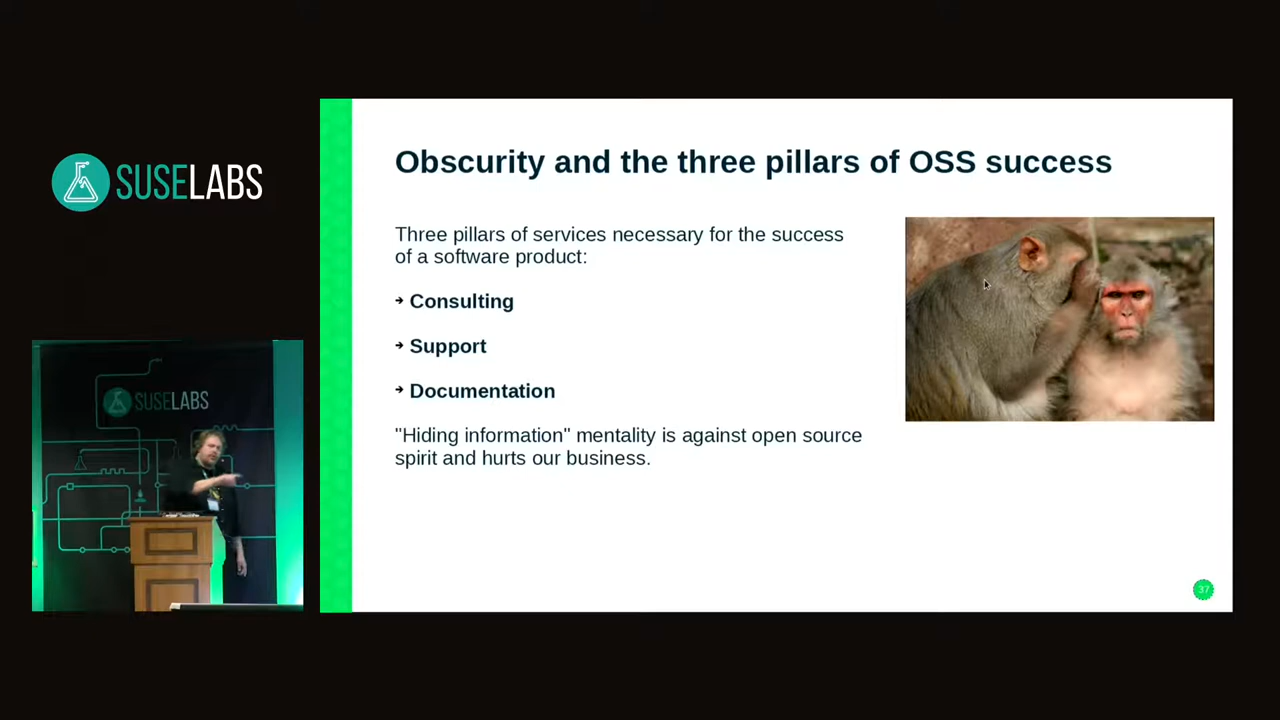 SUSELABS
Obscurity and the three pillars of OSS success
Three pillars of services necessary for the success
of a software product:
Consulting
Support
Documentation
"Hiding information" mentality is against open source
spirit and hurts our business.
37
SUSELABS